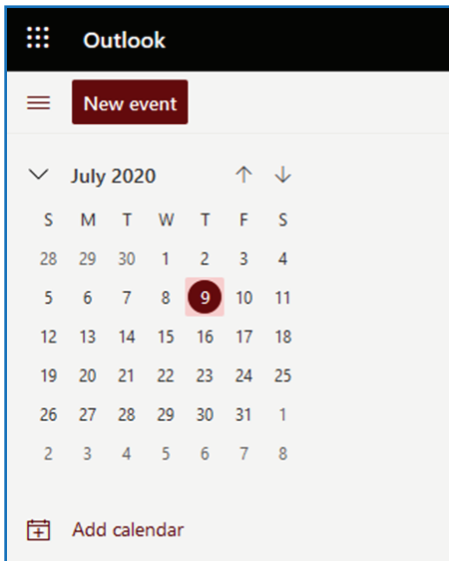 Outlook
New event
July 2020
S M T W T F S
28 29 30 1 2 3 4
5 6 7 8 9 10 11
12 13 14 15 16 17 18
19 20 21 22 23 24 25
26 27 28 29 30 31 1
2 3 4 5 6 7 8
Add calendar